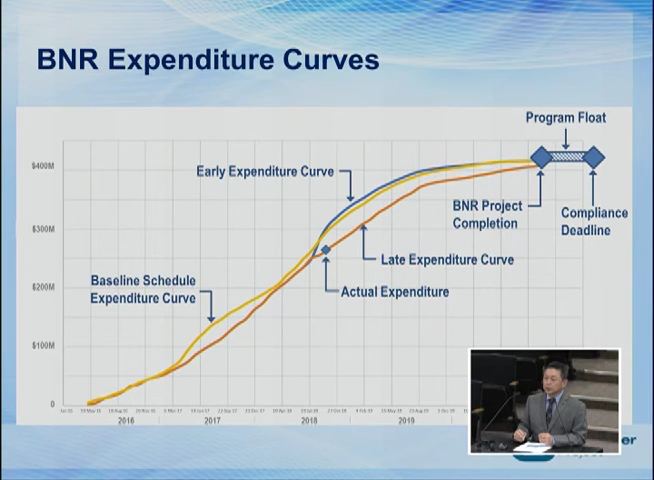 BNR Expenditure Curves
Program Float
$400M
Early Expenditure Curve
BNR Project
Completion
Compliance
Deadline
$300M
Late Expenditure Curve
Baseline Schedule
Expenditure Curve
$200M
Actual Expenditure
$100M
0
2016
2017
2018
2019